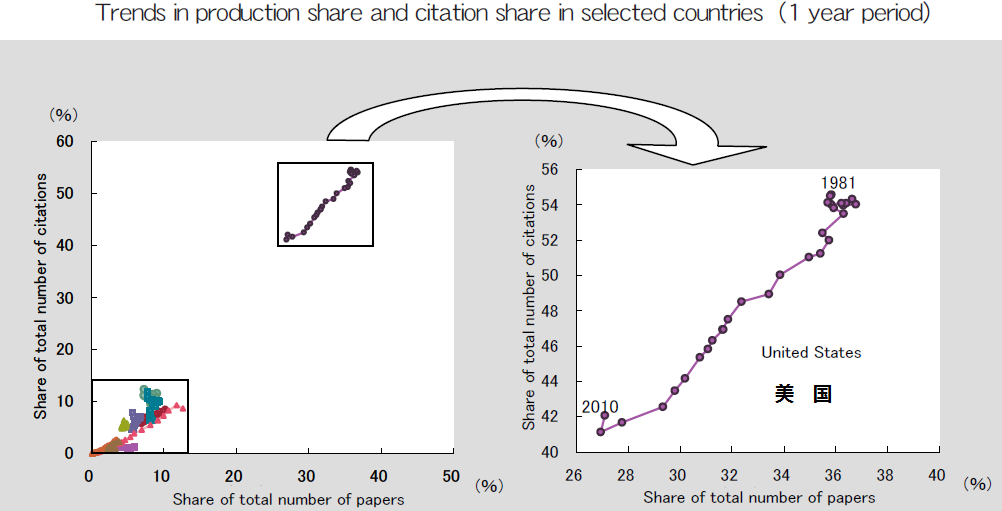 Trends in production share and citation share in selected countries (1 year period)
(%)
60
50
40
30
20
10
0
Share of total number of citations
0 10 20 30 40 50
(%)
Share of total number of papers
(%)
56
54
52
50
48
46
44
42
40
Share of total number of citations
1981
United States
美 国
2010
26 28 30 32 34 36 38 40
(%)
Share of total number of papers